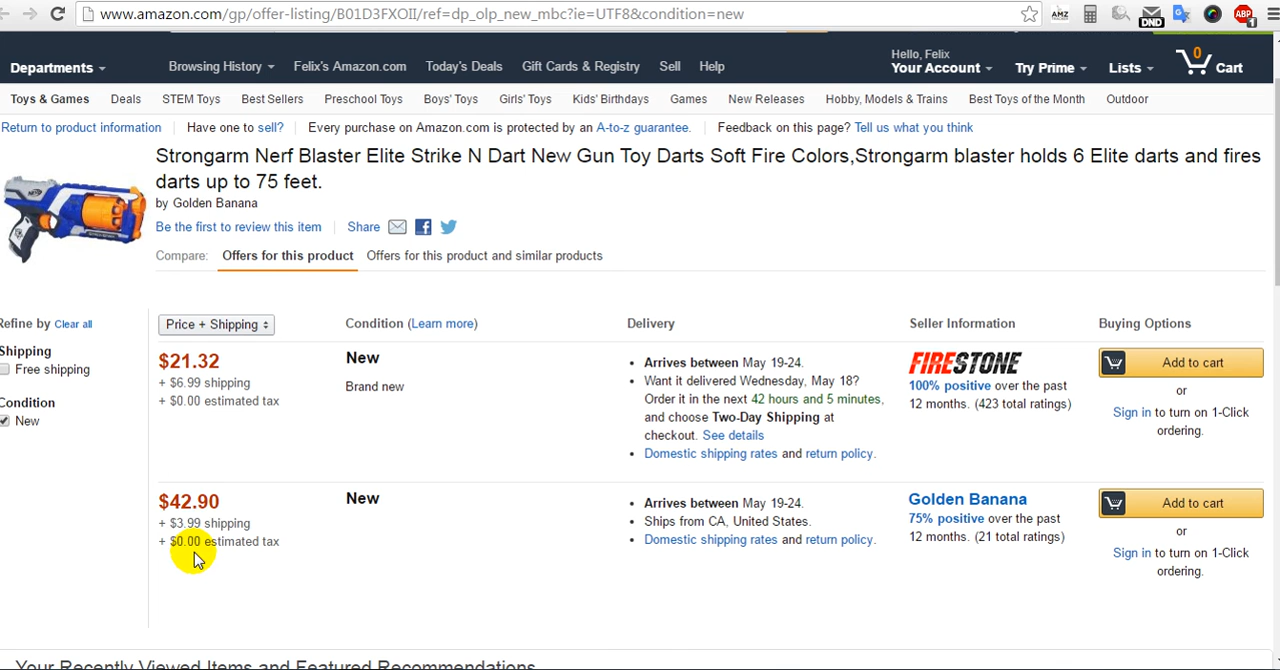 www.amazon.com/gp/offer-listing/B01D3FXOII/ref=dp_olp_new_mbc?ie=UTF8&condition=new
AMZ
DND
ABP
1
Departments
Browsing History
Felix's Amazon.com
Today's Deals
Gift Cards & Registry
Sell
Help
Hello, Felix
Your Account
Try Prime
Lists
0
Cart
Toys & Games
Deals
STEM Toys
Best Sellers
Preschool Toys
Boys' Toys
Girls' Toys
Kids' Birthdays
Games
New Releases
Hobby, Models & Trains
Best Toys of the Month
Outdoor
Return to product information
Have one to sell?
Every purchase on Amazon.com is protected by an A-to-z guarantee.
Feedback on this page? Tell us what you think
Strongarm Nerf Blaster Elite Strike N Dart New Gun Toy Darts Soft Fire Colors,Strongarm blaster holds 6 Elite darts and fires
darts up to 75 feet.
by Golden Banana
Be the first to review this item
Share
Compare:
Offers for this product
Offers for this product and similar products
Refine by Clear all
Shipping
Free shipping
Condition
New
Price + Shipping
Condition (Learn more)
Delivery
Seller Information
Buying Options
$21.32
+ $6.99 shipping
+ $0.00 estimated tax
New
Brand new
Arrives between May 19-24.
Want it delivered Wednesday, May 18?
Order it in the next 42 hours and 5 minutes,
and choose Two-Day Shipping at
checkout. See details
Domestic shipping rates and return policy.
FIRESTONE
100% positive over the past
12 months. (423 total ratings)
Add to cart
or
Sign in to turn on 1-Click
ordering.
$42.90
+ $3.99 shipping
+ $0.00 estimated tax
New
Arrives between May 19-24.
Ships from CA, United States.
Domestic shipping rates and return policy.
Golden Banana
75% positive over the past
12 months. (21 total ratings)
Add to cart
or
Sign in to turn on 1-Click
ordering.
Your Recently Viewed Items and Featured Recommendations